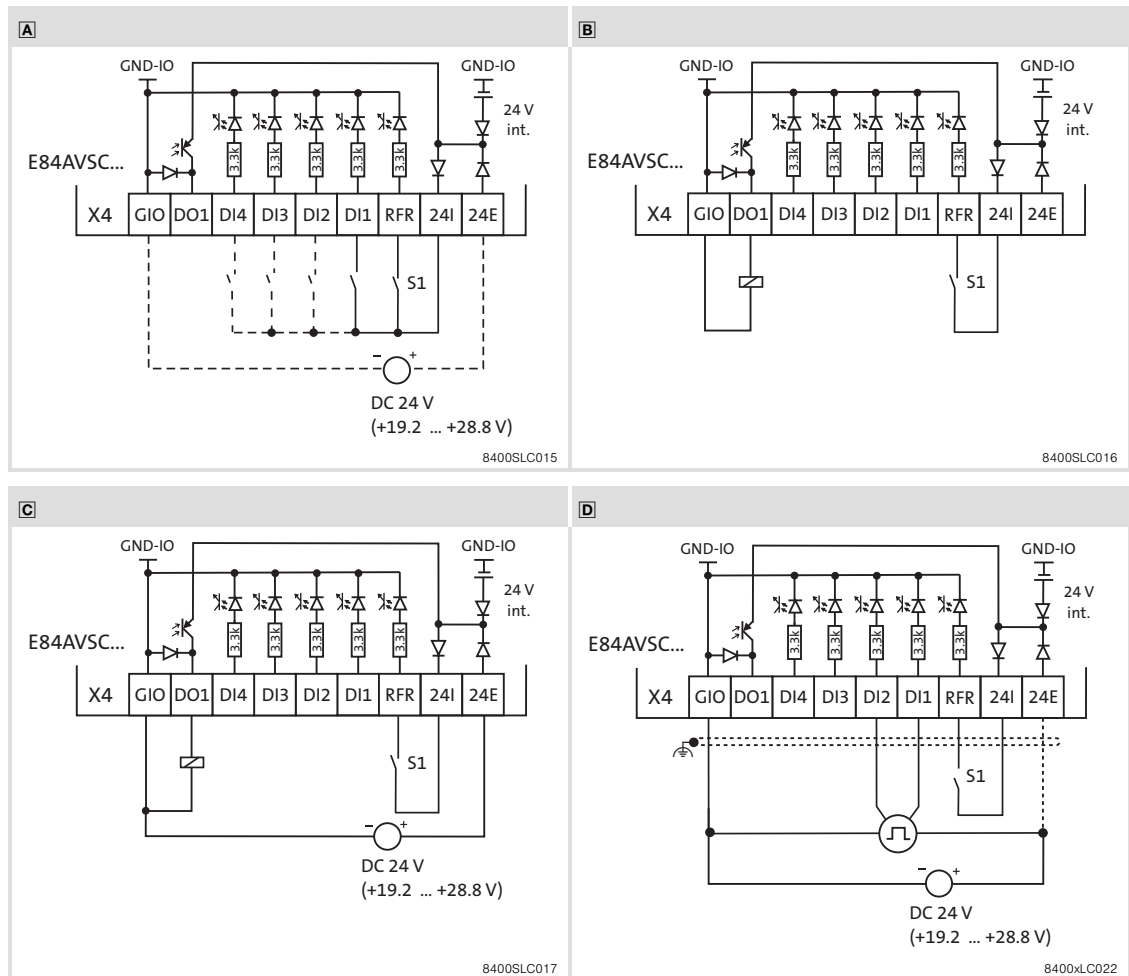 A
GND-IO GND-IO
24 V
int.
E84AVSC...
3.3k 3.3k 3.3k 3.3k 3.3k
X4 GIO DO1 DI4 DI3 DI2 DI1 RFR 24I 24E
S1
− +
DC 24 V
(+19.2 ... +28.8 V)
8400SLC015
B
GND-IO GND-IO
24 V
int.
E84AVSC...
3.3k 3.3k 3.3k 3.3k 3.3k
X4 GIO DO1 DI4 DI3 DI2 DI1 RFR 24I 24E
S1
8400SLC016
C
GND-IO GND-IO
24 V
int.
E84AVSC...
3.3k 3.3k 3.3k 3.3k 3.3k
X4 GIO DO1 DI4 DI3 DI2 DI1 RFR 24I 24E
S1
− +
DC 24 V
(+19.2 ... +28.8 V)
8400SLC017
D
GND-IO GND-IO
24 V
int.
E84AVSC...
3.3k 3.3k 3.3k 3.3k 3.3k
X4 GIO DO1 DI4 DI3 DI2 DI1 RFR 24I 24E
S1
− +
DC 24 V
(+19.2 ... +28.8 V)
8400xLC022